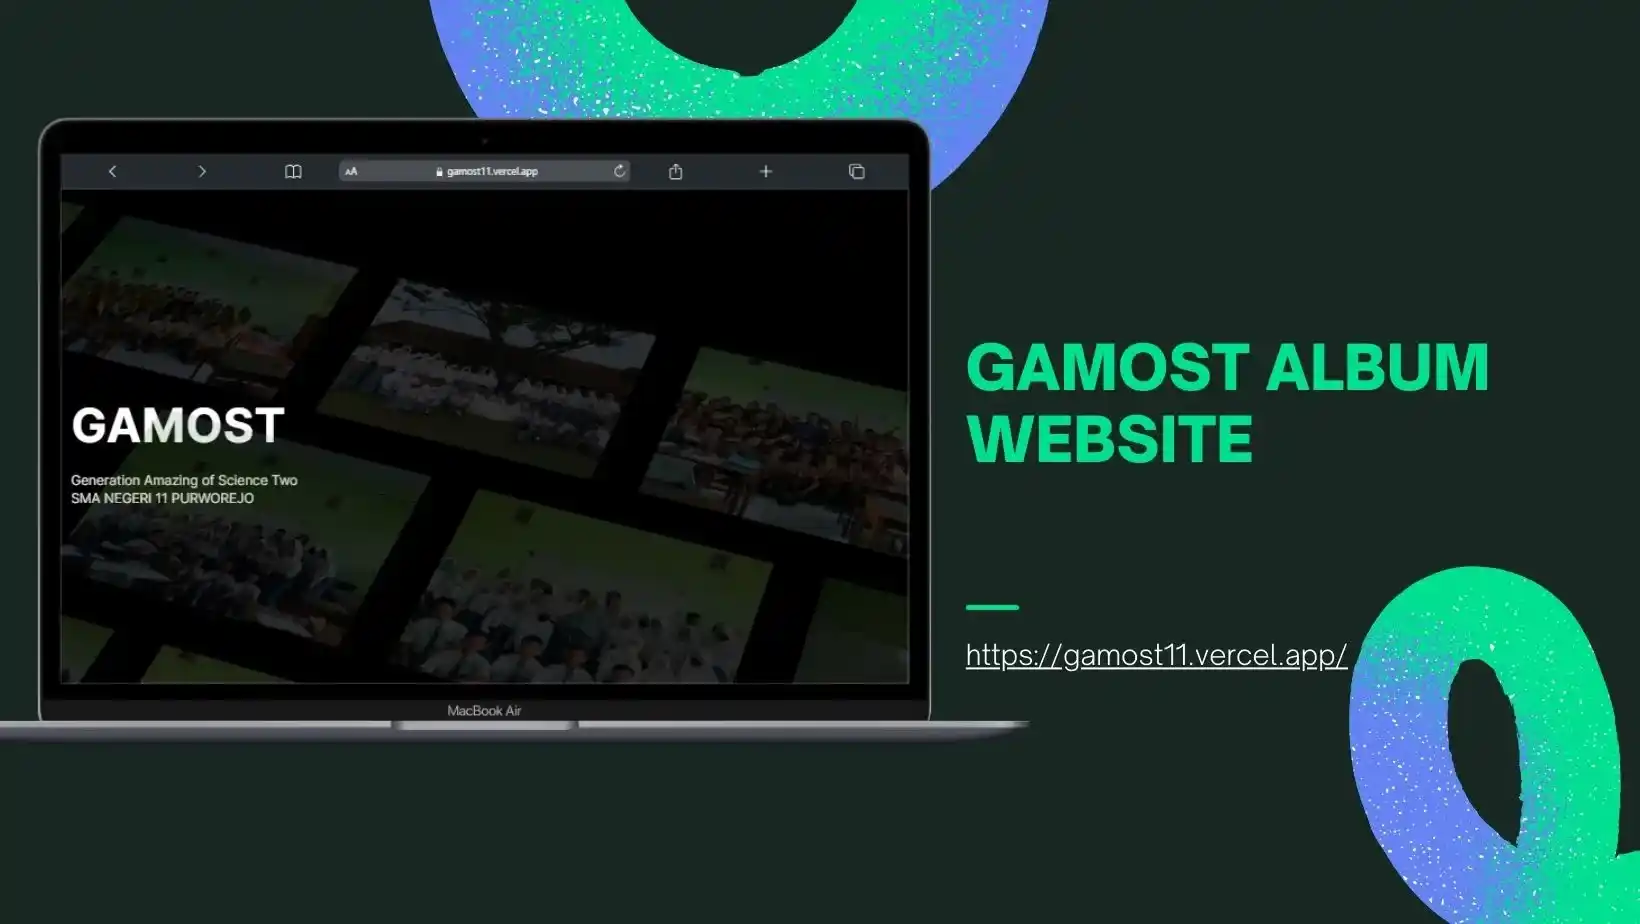 AA gamost11.vercel.app
GAMOST
Generation Amazing of Science Two
SMA NEGERI 11 PURWOREJO
MacBook Air
GAMOST ALBUM
WEBSITE
https://gamost11.vercel.app/